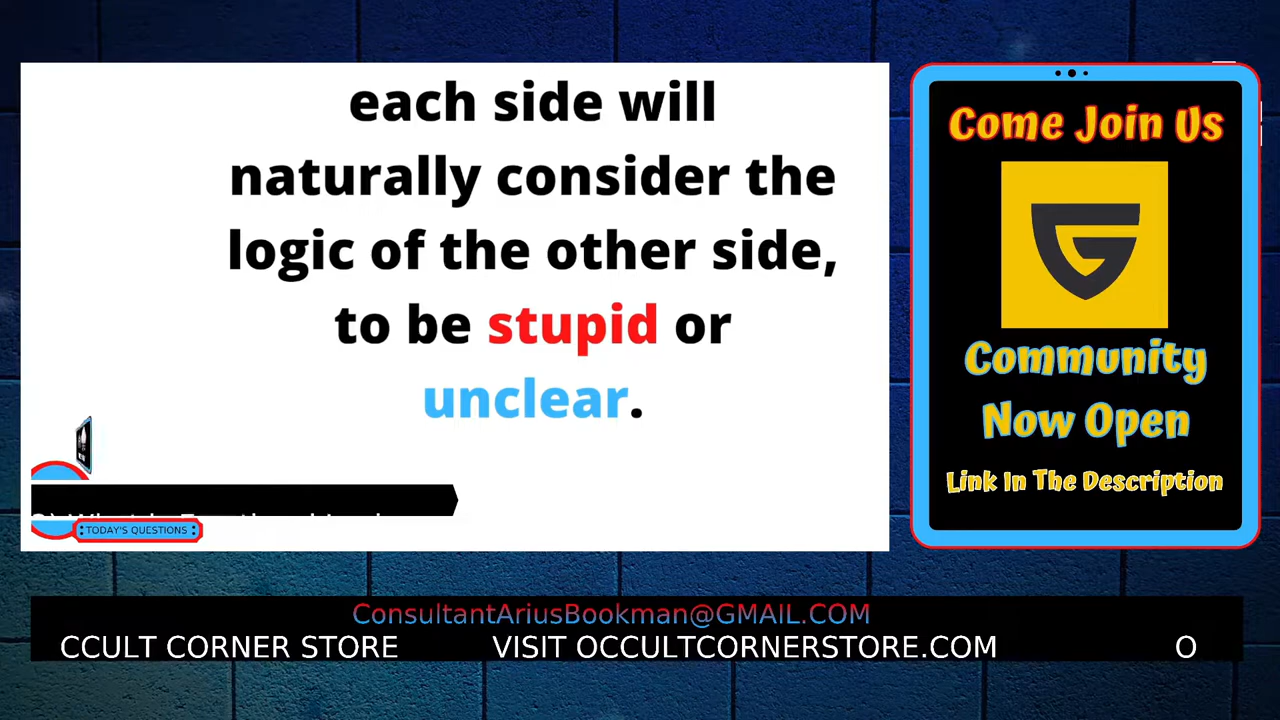 each side will
naturally consider the
logic of the other side,
to be stupid or
unclear.
TODAY'S QUESTIONS
Come Join Us
Community
Now Open
Link In The Description
ConsultantAriusBookman@GMAIL.COM
CCULT CORNER STORE VISIT OCCULTCORNERSTORE.COM O